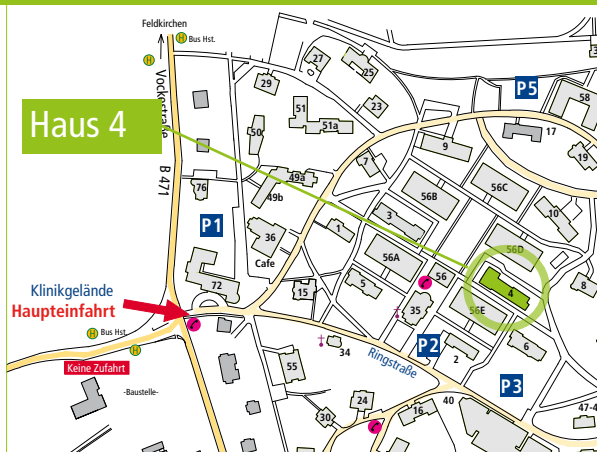 Feldkirchen
H Bus Hst.
H
Vockestraße
B 471
Haus 4
27
25
29
23
51
51a
50
P5
58
17
19
9
7
49a
49b
76
P1
56B
56C
10
3
1
36
Cafe
56A
56D
8
72
Klinikgelände
Haupteinfahrt
15
5
56
4
35
56E
6
H Bus Hst.
H
Keine Zufahrt
-Baustelle-
34
Ringstraße
P2
2
55
P3
24
30
16
40
47-4